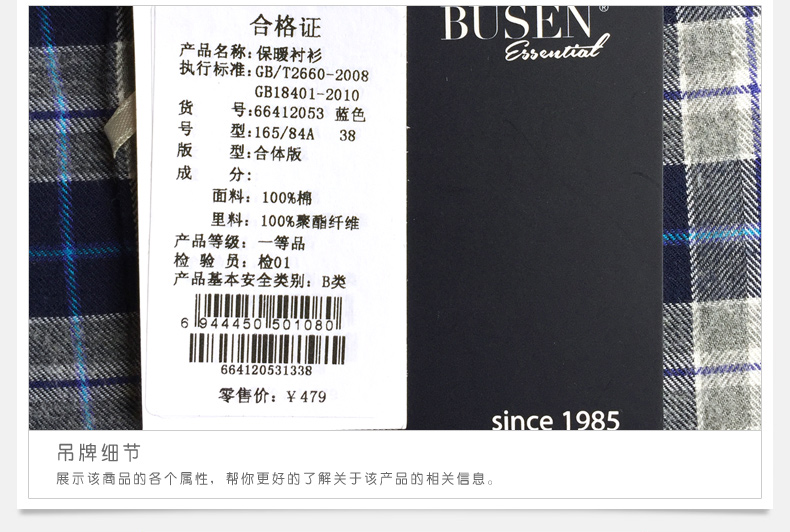 合格证
产品名称:保暖衬衫
执行标准:GB/T2660-2008
GB18401-2010
货 号:66412053 蓝色
号 型:165/84A 38
版 型:合体版
成 分:
面料: 100%棉
里料: 100%聚酯纤维
产品等级: 一等品
检 验 员: 检01
产品基本安全类别: B类
6 944450 501080
664120531338
零售价: ¥479
BUSEN®
Essential
since 1985
吊牌细节
展示该商品的各个属性, 帮你更好的了解关于该产品的相关信息。